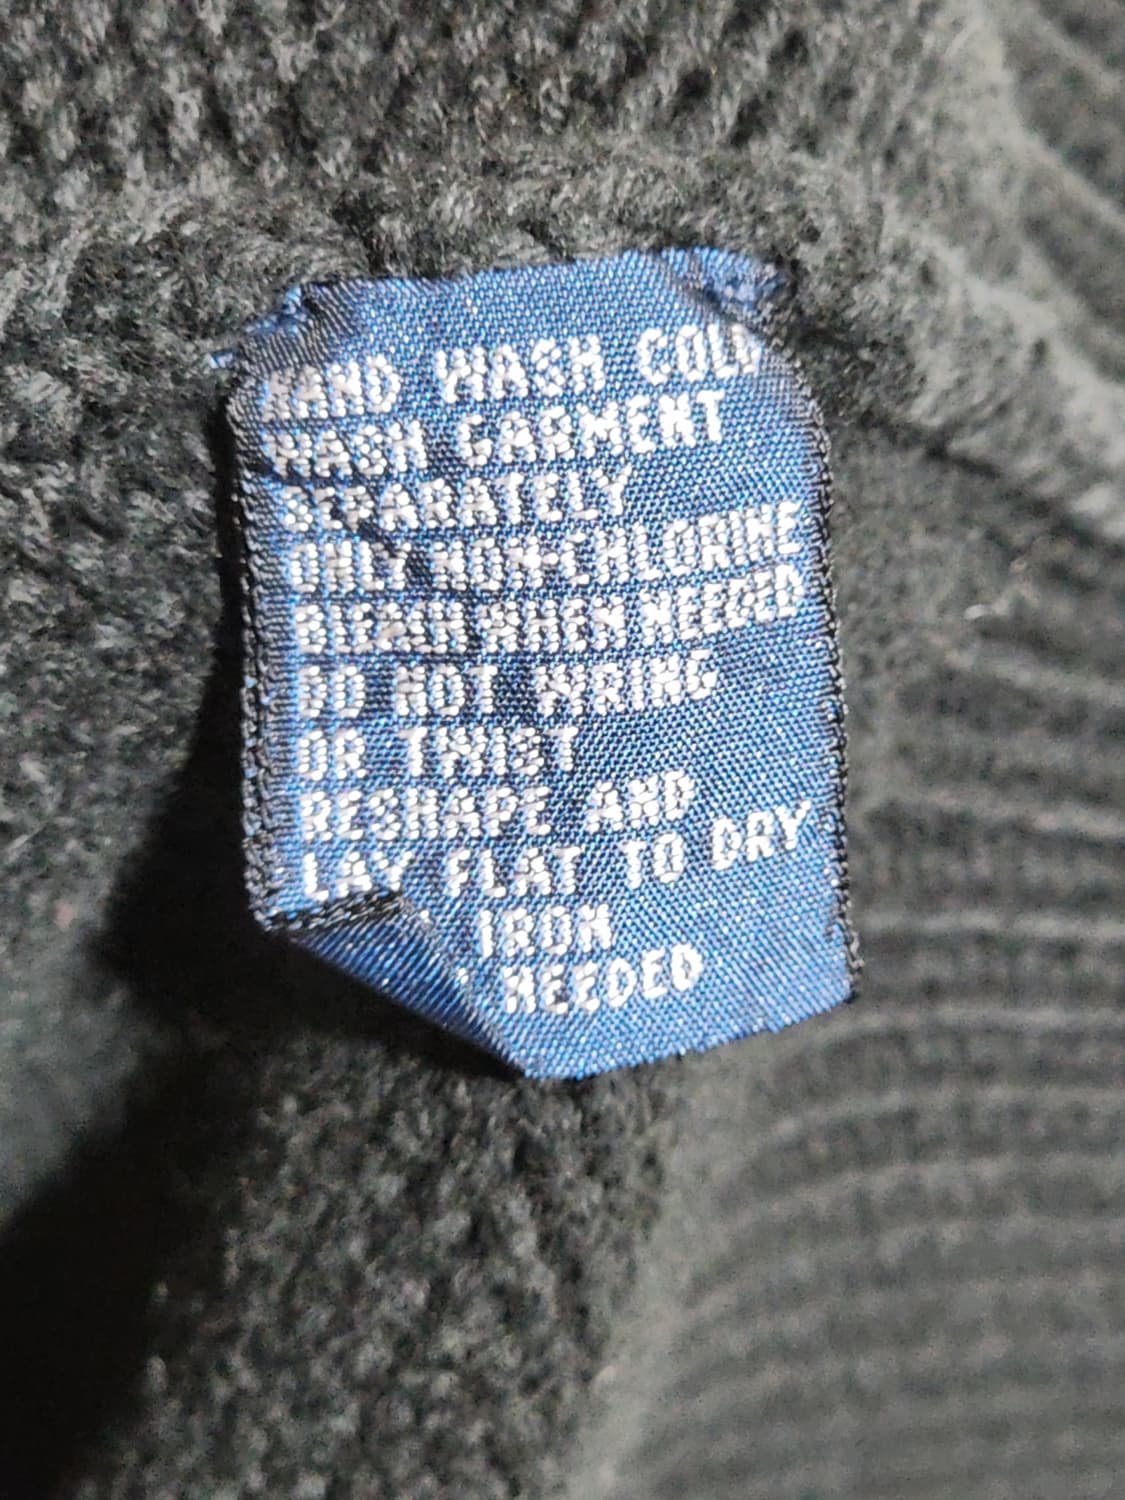 HAND WASH COLD
WASH GARMENT
SEPARATELY
ONLY NON-CHLORINE
BLEACH WHEN NEEDED
DO NOT WRING
OR TWIST
RESHAPE AND
LAY FLAT TO DRY
IRON
NEEDED